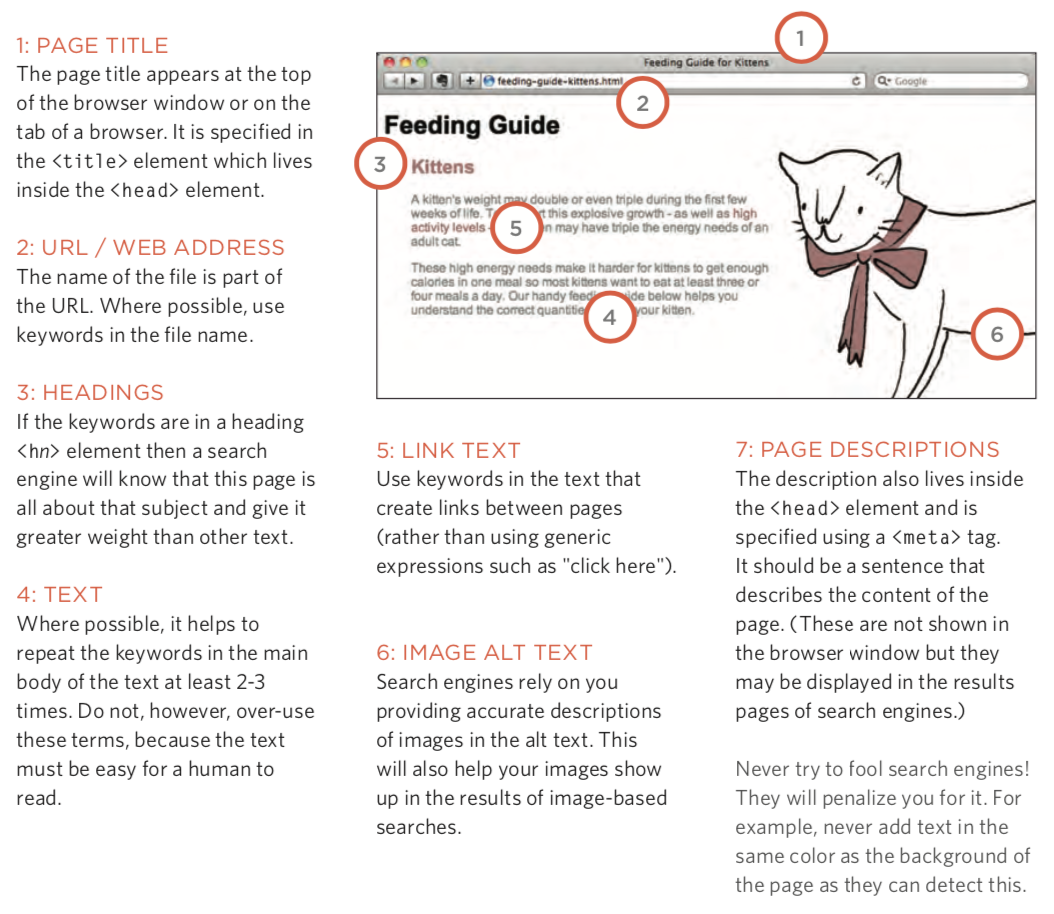 1: PAGE TITLE
The page title appears at the top
of the browser window or on the
tab of a browser. It is specified in
the <title> element which lives
inside the <head> element.
2: URL / WEB ADDRESS
The name of the file is part of
the URL. Where possible, use
keywords in the file name.
3: HEADINGS
If the keywords are in a heading
<hn> element then a search
engine will know that this page is
all about that subject and give it
greater weight than other text.
4: TEXT
Where possible, it helps to
repeat the keywords in the main
body of the text at least 2-3
times. Do not, however, over-use
these terms, because the text
must be easy for a human to
read.
1
Feeding Guide for Kittens
feeding-guide-kittens.html
Google
2
Feeding Guide
3
Kittens
A kitten's weight may double or even triple during the first few
weeks of life. this explosive growth - as well as high
activity levels - may have triple the energy needs of an
adult cat.
5
These high energy needs make it harder for kittens to get enough
calories in one meal so most kittens want to eat at least three or
four meals a day. Our handy below helps you
understand the correct your kitten.
4
6
5: LINK TEXT
Use keywords in the text that
create links between pages
(rather than using generic
expressions such as "click here").
6: IMAGE ALT TEXT
Search engines rely on you
providing accurate descriptions
of images in the alt text. This
will also help your images show
up in the results of image-based
searches.
7: PAGE DESCRIPTIONS
The description also lives inside
the <head> element and is
specified using a <meta> tag.
It should be a sentence that
describes the content of the
page. (These are not shown in
the browser window but they
may be displayed in the results
pages of search engines.)
Never try to fool search engines!
They will penalize you for it. For
example, never add text in the
same color as the background of
the page as they can detect this.